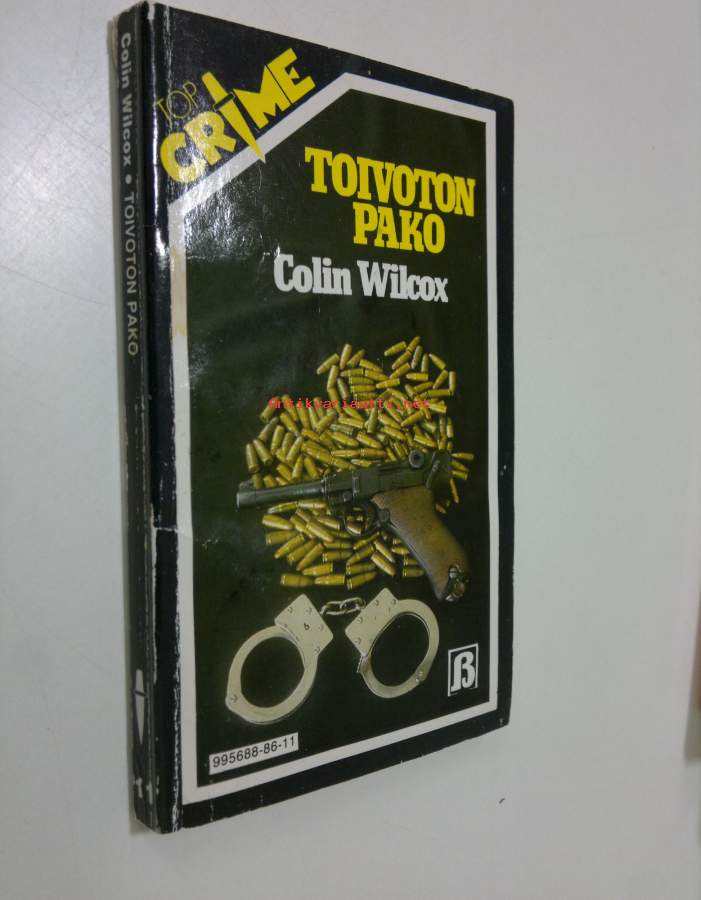 Colin Wilcox • TOIVOTON PAKO
TOP
CRIME
TOIVOTON
PAKO
Colin Wilcox
antikvariaatti.net
995688-86-11